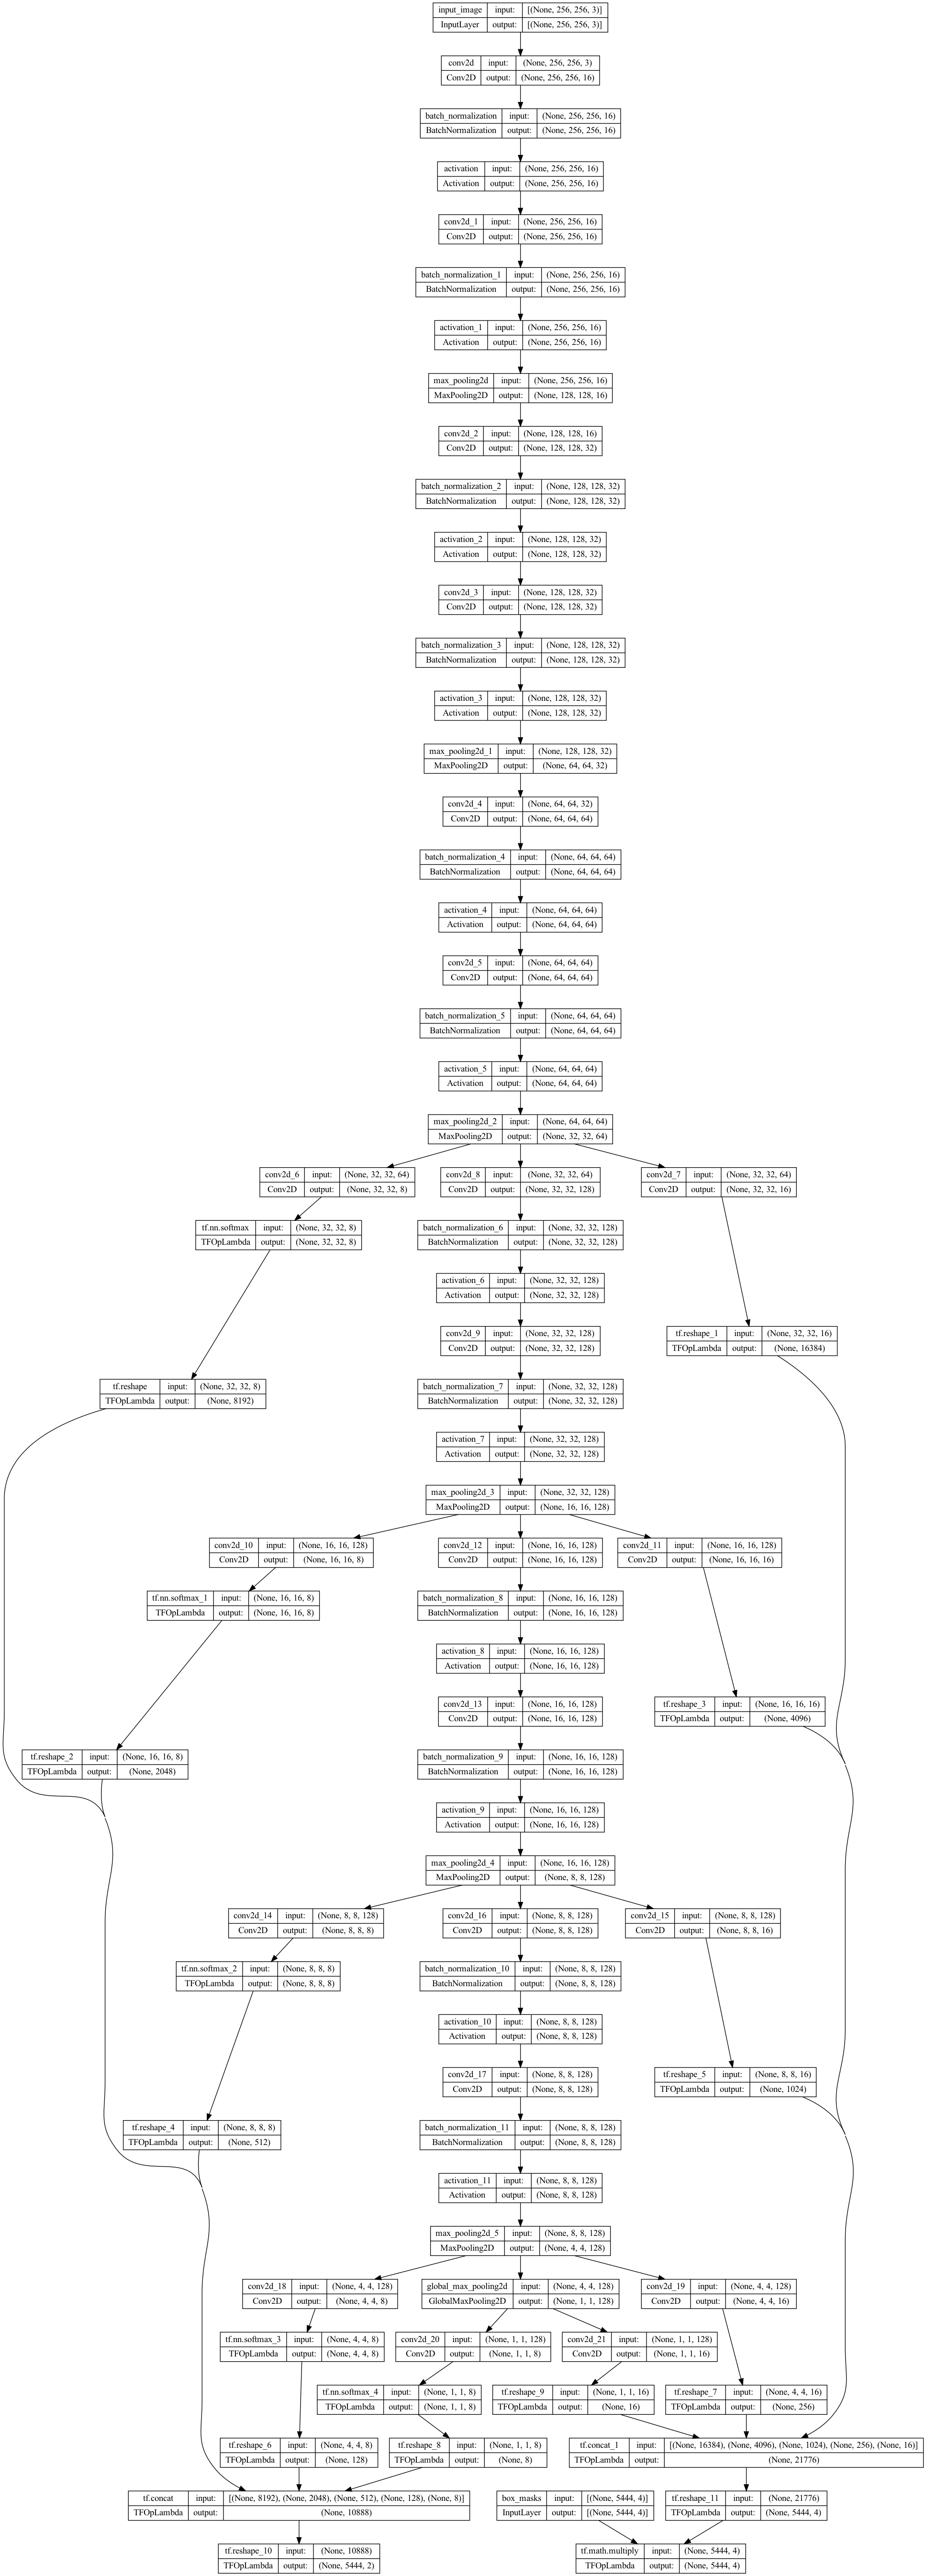 input_image input: [(None, 256, 256, 3)]
InputLayer output: [(None, 256, 256, 3)]
conv2d input: (None, 256, 256, 3)
Conv2D output: (None, 256, 256, 16)
batch_normalization input: (None, 256, 256, 16)
BatchNormalization output: (None, 256, 256, 16)
activation input: (None, 256, 256, 16)
Activation output: (None, 256, 256, 16)
conv2d_1 input: (None, 256, 256, 16)
Conv2D output: (None, 256, 256, 16)
batch_normalization_1 input: (None, 256, 256, 16)
BatchNormalization output: (None, 256, 256, 16)
activation_1 input: (None, 256, 256, 16)
Activation output: (None, 256, 256, 16)
max_pooling2d input: (None, 256, 256, 16)
MaxPooling2D output: (None, 128, 128, 16)
conv2d_2 input: (None, 128, 128, 16)
Conv2D output: (None, 128, 128, 32)
batch_normalization_2 input: (None, 128, 128, 32)
BatchNormalization output: (None, 128, 128, 32)
activation_2 input: (None, 128, 128, 32)
Activation output: (None, 128, 128, 32)
conv2d_3 input: (None, 128, 128, 32)
Conv2D output: (None, 128, 128, 32)
batch_normalization_3 input: (None, 128, 128, 32)
BatchNormalization output: (None, 128, 128, 32)
activation_3 input: (None, 128, 128, 32)
Activation output: (None, 128, 128, 32)
max_pooling2d_1 input: (None, 128, 128, 32)
MaxPooling2D output: (None, 64, 64, 32)
conv2d_4 input: (None, 64, 64, 32)
Conv2D output: (None, 64, 64, 64)
batch_normalization_4 input: (None, 64, 64, 64)
BatchNormalization output: (None, 64, 64, 64)
activation_4 input: (None, 64, 64, 64)
Activation output: (None, 64, 64, 64)
conv2d_5 input: (None, 64, 64, 64)
Conv2D output: (None, 64, 64, 64)
batch_normalization_5 input: (None, 64, 64, 64)
BatchNormalization output: (None, 64, 64, 64)
activation_5 input: (None, 64, 64, 64)
Activation output: (None, 64, 64, 64)
max_pooling2d_2 input: (None, 64, 64, 64)
MaxPooling2D output: (None, 32, 32, 64)
conv2d_6 input: (None, 32, 32, 64)
Conv2D output: (None, 32, 32, 8)
conv2d_8 input: (None, 32, 32, 64)
Conv2D output: (None, 32, 32, 128)
conv2d_7 input: (None, 32, 32, 64)
Conv2D output: (None, 32, 32, 16)
tf.nn.softmax input: (None, 32, 32, 8)
TFOpLambda output: (None, 32, 32, 8)
batch_normalization_6 input: (None, 32, 32, 128)
BatchNormalization output: (None, 32, 32, 128)
activation_6 input: (None, 32, 32, 128)
Activation output: (None, 32, 32, 128)
conv2d_9 input: (None, 32, 32, 128)
Conv2D output: (None, 32, 32, 128)
tf.reshape_1 input: (None, 32, 32, 16)
TFOpLambda output: (None, 16384)
tf.reshape input: (None, 32, 32, 8)
TFOpLambda output: (None, 8192)
batch_normalization_7 input: (None, 32, 32, 128)
BatchNormalization output: (None, 32, 32, 128)
activation_7 input: (None, 32, 32, 128)
Activation output: (None, 32, 32, 128)
max_pooling2d_3 input: (None, 32, 32, 128)
MaxPooling2D output: (None, 16, 16, 128)
conv2d_10 input: (None, 16, 16, 128)
Conv2D output: (None, 16, 16, 8)
conv2d_12 input: (None, 16, 16, 128)
Conv2D output: (None, 16, 16, 128)
conv2d_11 input: (None, 16, 16, 128)
Conv2D output: (None, 16, 16, 16)
tf.nn.softmax_1 input: (None, 16, 16, 8)
TFOpLambda output: (None, 16, 16, 8)
batch_normalization_8 input: (None, 16, 16, 128)
BatchNormalization output: (None, 16, 16, 128)
activation_8 input: (None, 16, 16, 128)
Activation output: (None, 16, 16, 128)
conv2d_13 input: (None, 16, 16, 128)
Conv2D output: (None, 16, 16, 128)
tf.reshape_3 input: (None, 16, 16, 16)
TFOpLambda output: (None, 4096)
tf.reshape_2 input: (None, 16, 16, 8)
TFOpLambda output: (None, 2048)
batch_normalization_9 input: (None, 16, 16, 128)
BatchNormalization output: (None, 16, 16, 128)
activation_9 input: (None, 16, 16, 128)
Activation output: (None, 16, 16, 128)
max_pooling2d_4 input: (None, 16, 16, 128)
MaxPooling2D output: (None, 8, 8, 128)
conv2d_14 input: (None, 8, 8, 128)
Conv2D output: (None, 8, 8, 8)
conv2d_16 input: (None, 8, 8, 128)
Conv2D output: (None, 8, 8, 128)
conv2d_15 input: (None, 8, 8, 128)
Conv2D output: (None, 8, 8, 16)
tf.nn.softmax_2 input: (None, 8, 8, 8)
TFOpLambda output: (None, 8, 8, 8)
batch_normalization_10 input: (None, 8, 8, 128)
BatchNormalization output: (None, 8, 8, 128)
activation_10 input: (None, 8, 8, 128)
Activation output: (None, 8, 8, 128)
conv2d_17 input: (None, 8, 8, 128)
Conv2D output: (None, 8, 8, 128)
tf.reshape_5 input: (None, 8, 8, 16)
TFOpLambda output: (None, 1024)
tf.reshape_4 input: (None, 8, 8, 8)
TFOpLambda output: (None, 512)
batch_normalization_11 input: (None, 8, 8, 128)
BatchNormalization output: (None, 8, 8, 128)
activation_11 input: (None, 8, 8, 128)
Activation output: (None, 8, 8, 128)
max_pooling2d_5 input: (None, 8, 8, 128)
MaxPooling2D output: (None, 4, 4, 128)
conv2d_18 input: (None, 4, 4, 128)
Conv2D output: (None, 4, 4, 8)
global_max_pooling2d input: (None, 4, 4, 128)
GlobalMaxPooling2D output: (None, 1, 1, 128)
conv2d_19 input: (None, 4, 4, 128)
Conv2D output: (None, 4, 4, 16)
tf.nn.softmax_3 input: (None, 4, 4, 8)
TFOpLambda output: (None, 4, 4, 8)
conv2d_20 input: (None, 1, 1, 128)
Conv2D output: (None, 1, 1, 8)
conv2d_21 input: (None, 1, 1, 128)
Conv2D output: (None, 1, 1, 16)
tf.nn.softmax_4 input: (None, 1, 1, 8)
TFOpLambda output: (None, 1, 1, 8)
tf.reshape_9 input: (None, 1, 1, 16)
TFOpLambda output: (None, 16)
tf.reshape_7 input: (None, 4, 4, 16)
TFOpLambda output: (None, 256)
tf.reshape_6 input: (None, 4, 4, 8)
TFOpLambda output: (None, 128)
tf.reshape_8 input: (None, 1, 1, 8)
TFOpLambda output: (None, 8)
tf.concat_1 input: [(None, 16384), (None, 4096), (None, 1024), (None, 256), (None, 16)]
TFOpLambda output: (None, 21776)
tf.concat input: [(None, 8192), (None, 2048), (None, 512), (None, 128), (None, 8)]
TFOpLambda output: (None, 10888)
box_masks input: [(None, 5444, 4)]
InputLayer output: [(None, 5444, 4)]
tf.reshape_11 input: (None, 21776)
TFOpLambda output: (None, 5444, 4)
tf.reshape_10 input: (None, 10888)
TFOpLambda output: (None, 5444, 2)
tf.math.multiply input: (None, 5444, 4)
TFOpLambda output: (None, 5444, 4)